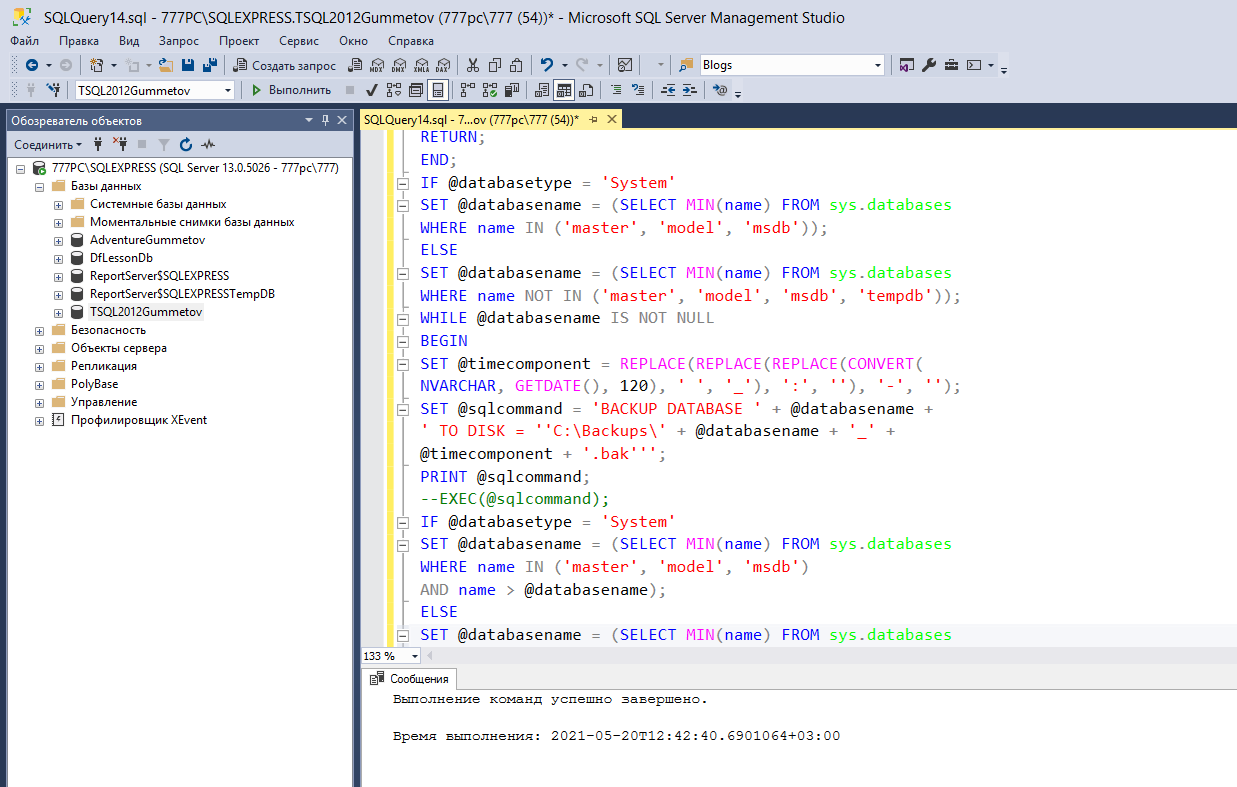 SQLQuery14.sql - 777PC\SQLEXPRESS.TSQL2012Gummetov (777pc\777 (54))* - Microsoft SQL Server Management Studio
Файл Правка Вид Запрос Проект Сервис Окно Справка
Создать запрос MDX DMX XMLA DAX Blogs
TSQL2012Gummetov Выполнить
Обозреватель объектов
Соединить
777PC\SQLEXPRESS (SQL Server 13.0.5026 - 777pc\777)
Базы данных
Системные базы данных
Моментальные снимки базы данных
AdventureGummetov
DfLessonDb
ReportServer$SQLEXPRESS
ReportServer$SQLEXPRESSTempDB
TSQL2012Gummetov
Безопасность
Объекты сервера
Репликация
PolyBase
Управление
Профилировщик XEvent
SQLQuery14.sql - 7...ov (777pc\777 (54))*
RETURN;
END;
IF @databasetype = 'System'
SET @databasename = (SELECT MIN(name) FROM sys.databases
WHERE name IN ('master', 'model', 'msdb'));
ELSE
SET @databasename = (SELECT MIN(name) FROM sys.databases
WHERE name NOT IN ('master', 'model', 'msdb', 'tempdb'));
WHILE @databasename IS NOT NULL
BEGIN
SET @timecomponent = REPLACE(REPLACE(REPLACE(CONVERT(
NVARCHAR, GETDATE(), 120), ' ', '_'), ':', ''), '-', '');
SET @sqlcommand = 'BACKUP DATABASE ' + @databasename +
' TO DISK = ''C:\Backups\' + @databasename + '_' +
@timecomponent + '.bak''';
PRINT @sqlcommand;
--EXEC(@sqlcommand);
IF @databasetype = 'System'
SET @databasename = (SELECT MIN(name) FROM sys.databases
WHERE name IN ('master', 'model', 'msdb')
AND name > @databasename);
ELSE
SET @databasename = (SELECT MIN(name) FROM sys.databases
133 %
Сообщения
Выполнение команд успешно завершено.
Время выполнения: 2021-05-20T12:42:40.6901064+03:00